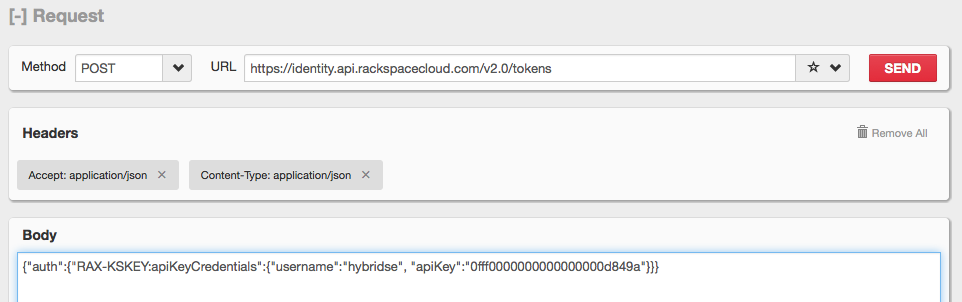 [-] Request
Method POST URL https://identity.api.rackspacecloud.com/v2.0/tokens SEND
Headers Remove All
Accept: application/json × Content-Type: application/json ×
Body
{"auth":{"RAX-KSKEY:apiKeyCredentials":{"username":"hybridse", "apiKey":"0fff0000000000000000d849a"}}}